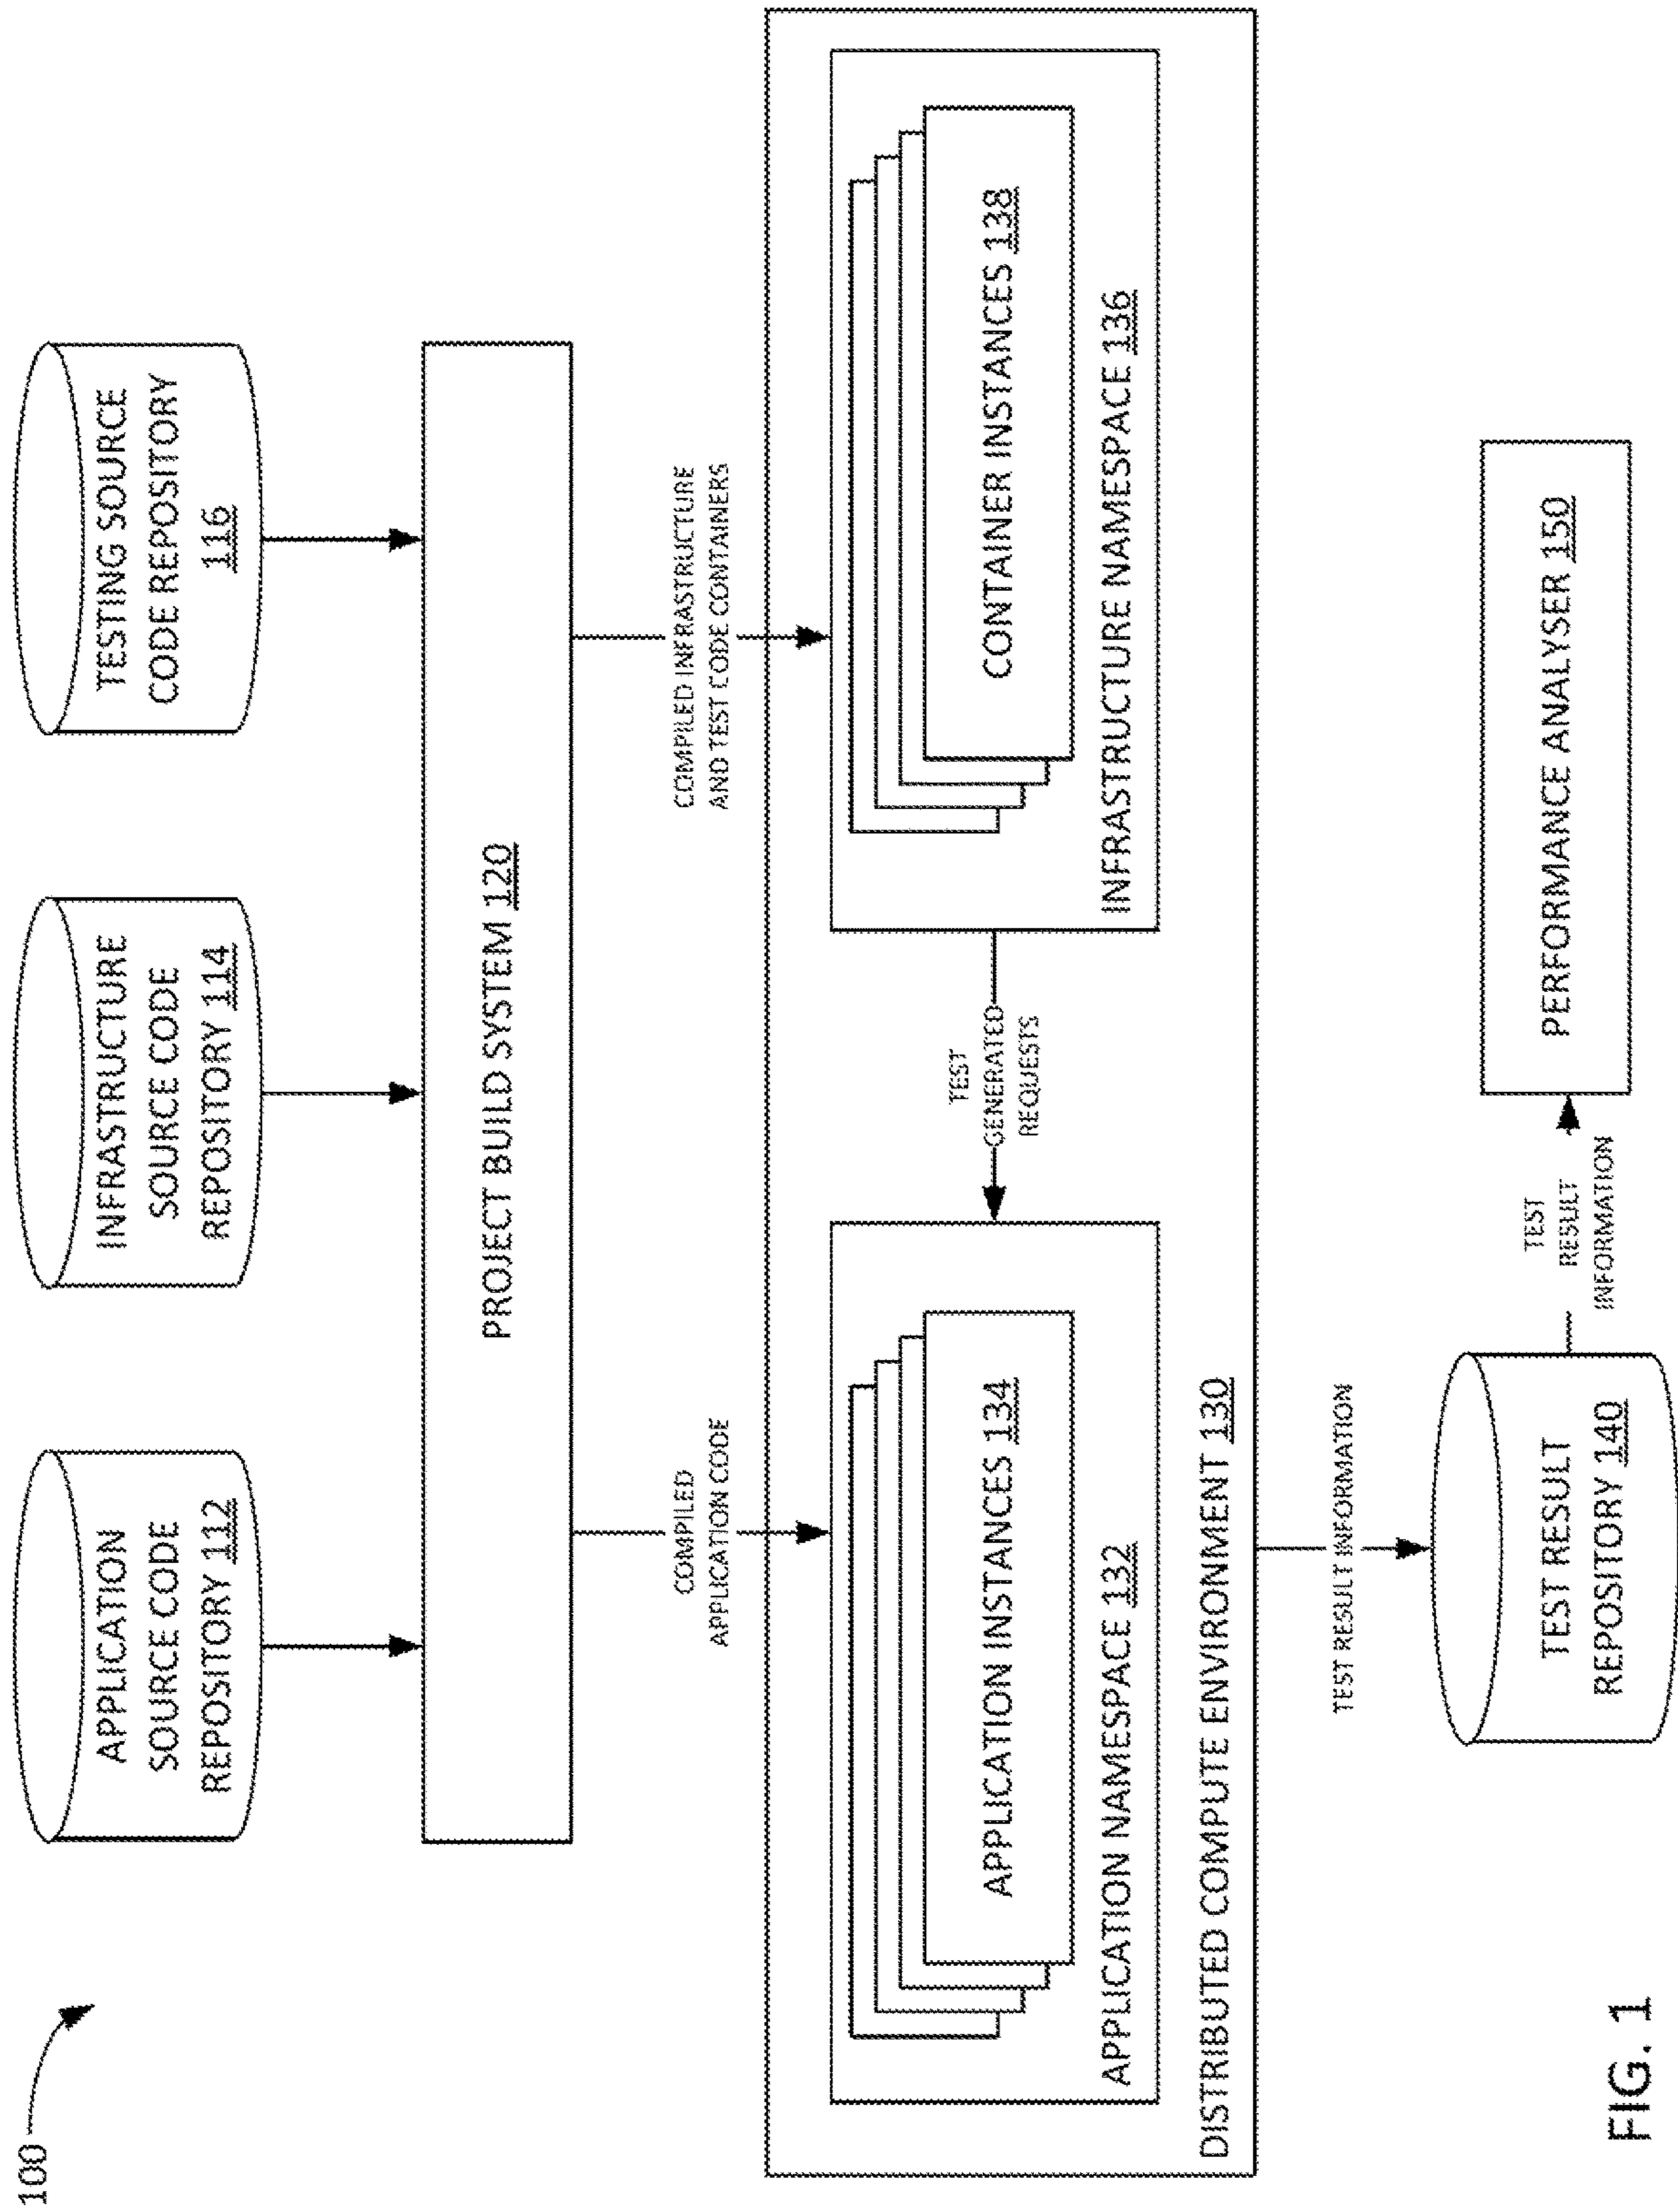 100
APPLICATION
SOURCE CODE
REPOSITORY 112
INFRASTRUCTURE
SOURCE CODE
REPOSITORY 114
TESTING SOURCE
CODE REPOSITORY
116
PROJECT BUILD SYSTEM 120
COMPILED
APPLICATION CODE
COMPILED INFRASTRUCTURE
AND TEST CODE CONTAINERS
APPLICATION INSTANCES 134
APPLICATION NAMESPACE 132
TEST
GENERATED
REQUESTS
CONTAINER INSTANCES 138
INFRASTRUCTURE NAMESPACE 136
DISTRIBUTED COMPUTE ENVIRONMENT 130
TEST RESULT INFORMATION
TEST RESULT
REPOSITORY 140
TEST
RESULT
INFORMATION
PERFORMANCE ANALYSER 150
FIG. 1